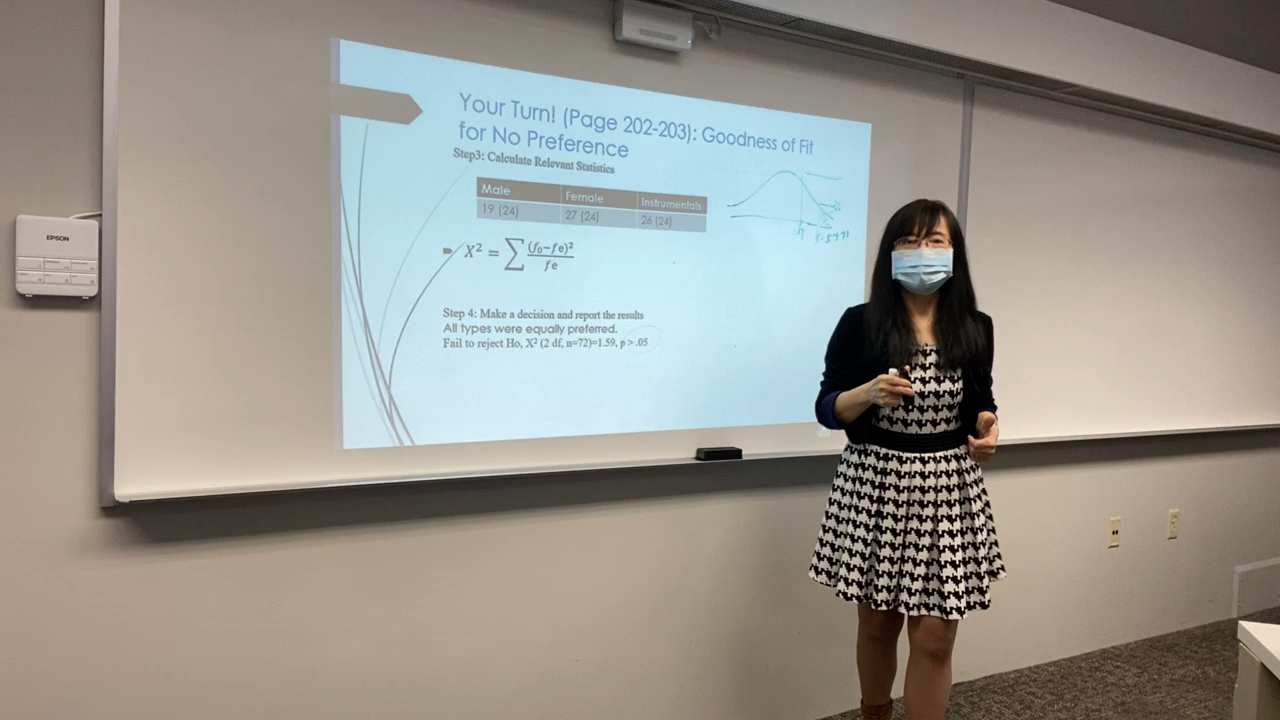 EPSON
Your Turn! (Page 202-203): Goodness of Fit
for No Preference
Step3: Calculate Relevant Statistics
Male Female Instrumentals
19 (24) 27 (24) 26 (24)
X² = ∑ (f₀−fe)² / fe
Step 4: Make a decision and report the results
All types were equally preferred.
Fail to reject Ho, X² (2 df, n=72)=1.59, p > .05